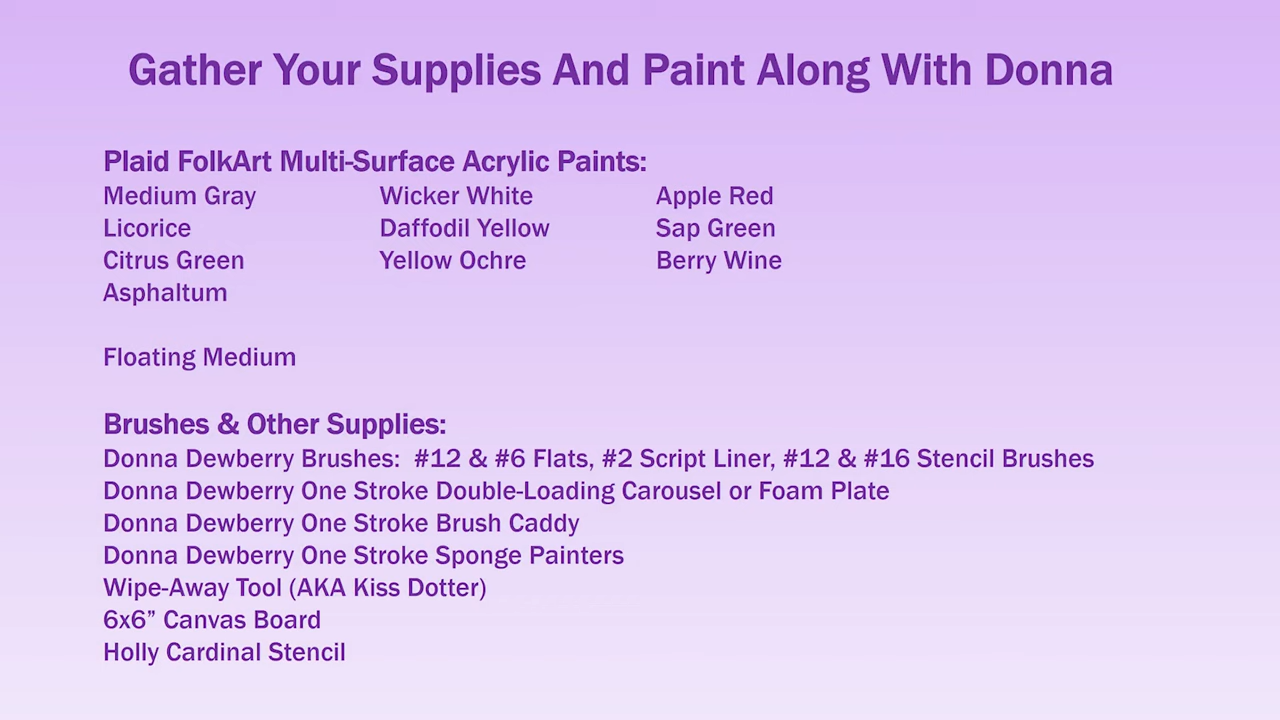 Gather Your Supplies And Paint Along With Donna
Plaid FolkArt Multi-Surface Acrylic Paints:
Medium Gray Wicker White Apple Red
Licorice Daffodil Yellow Sap Green
Citrus Green Yellow Ochre Berry Wine
Asphaltum
Floating Medium
Brushes & Other Supplies:
Donna Dewberry Brushes: #12 & #6 Flats, #2 Script Liner, #12 & #16 Stencil Brushes
Donna Dewberry One Stroke Double-Loading Carousel or Foam Plate
Donna Dewberry One Stroke Brush Caddy
Donna Dewberry One Stroke Sponge Painters
Wipe-Away Tool (AKA Kiss Dotter)
6x6” Canvas Board
Holly Cardinal Stencil